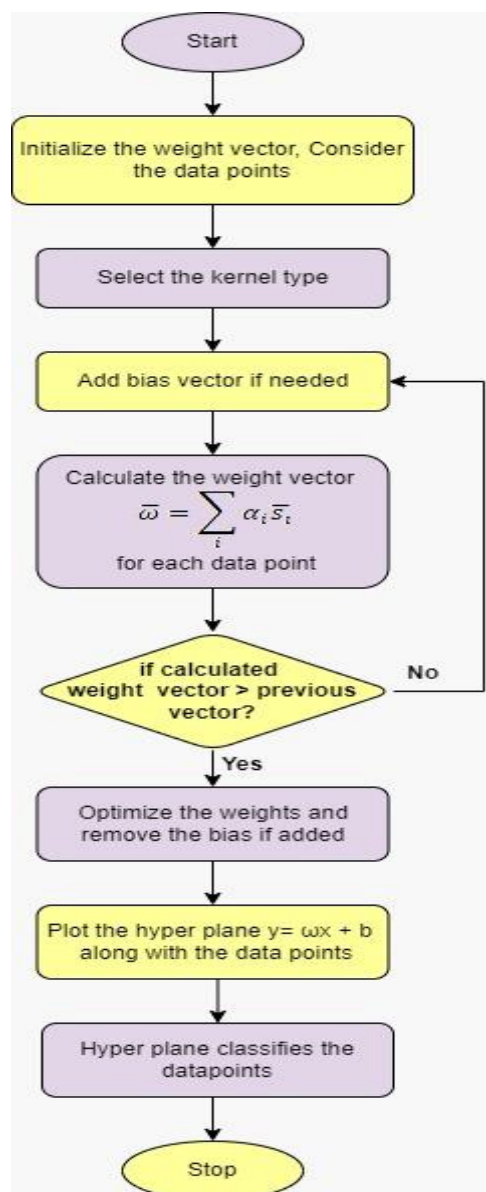 Start
Initialize the weight vector, Consider
the data points
Select the kernel type
Add bias vector if needed
Calculate the weight vector
ω̅ = ∑ᵢ αᵢ s̅ᵢ
for each data point
if calculated
weight vector > previous
vector?
No
Yes
Optimize the weights and
remove the bias if added
Plot the hyper plane y= ωx + b
along with the data points
Hyper plane classifies the
datapoints
Stop